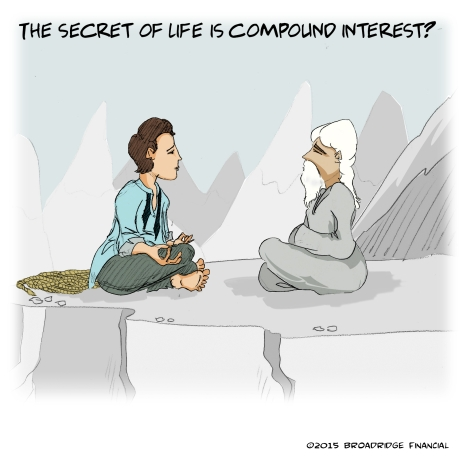 THE SECRET OF LIFE IS COMPOUND INTEREST?
©2015 BROADRIDGE FINANCIAL